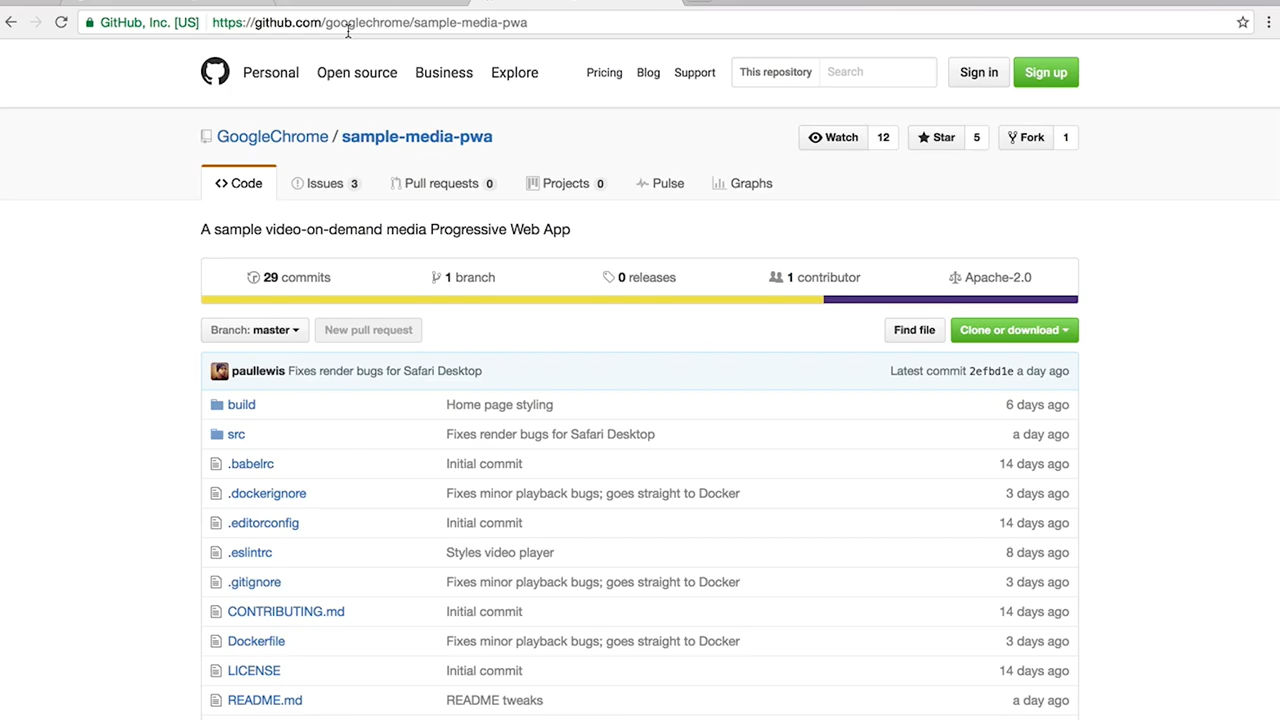 GitHub, Inc. [US] https://github.com/googlechrome/sample-media-pwa
Personal Open source Business Explore Pricing Blog Support This repository Search Sign in Sign up
GoogleChrome / sample-media-pwa Watch 12 Star 5 Fork 1
Code Issues 3 Pull requests 0 Projects 0 Pulse Graphs
A sample video-on-demand media Progressive Web App
29 commits 1 branch 0 releases 1 contributor Apache-2.0
Branch: master New pull request Find file Clone or download
paullewis Fixes render bugs for Safari Desktop Latest commit 2efbd1e a day ago
build Home page styling 6 days ago
src Fixes render bugs for Safari Desktop a day ago
.babelrc Initial commit 14 days ago
.dockerignore Fixes minor playback bugs; goes straight to Docker 3 days ago
.editorconfig Initial commit 14 days ago
.eslintrc Styles video player 8 days ago
.gitignore Fixes minor playback bugs; goes straight to Docker 3 days ago
CONTRIBUTING.md Initial commit 14 days ago
Dockerfile Fixes minor playback bugs; goes straight to Docker 3 days ago
LICENSE Initial commit 14 days ago
README.md README tweaks a day ago